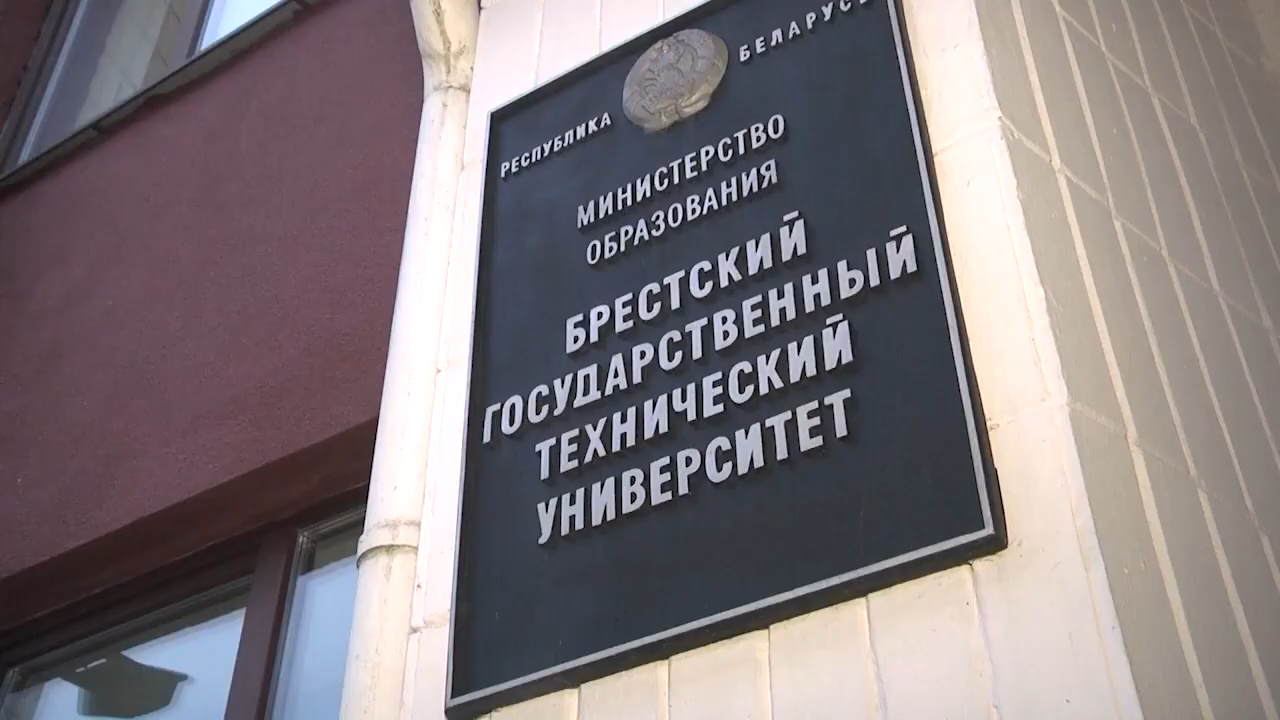 РЕСПУБЛИКА БЕЛАРУСЬ
МИНИСТЕРСТВО
ОБРАЗОВАНИЯ
БРЕСТСКИЙ
ГОСУДАРСТВЕННЫЙ
ТЕХНИЧЕСКИЙ
УНИВЕРСИТЕТ